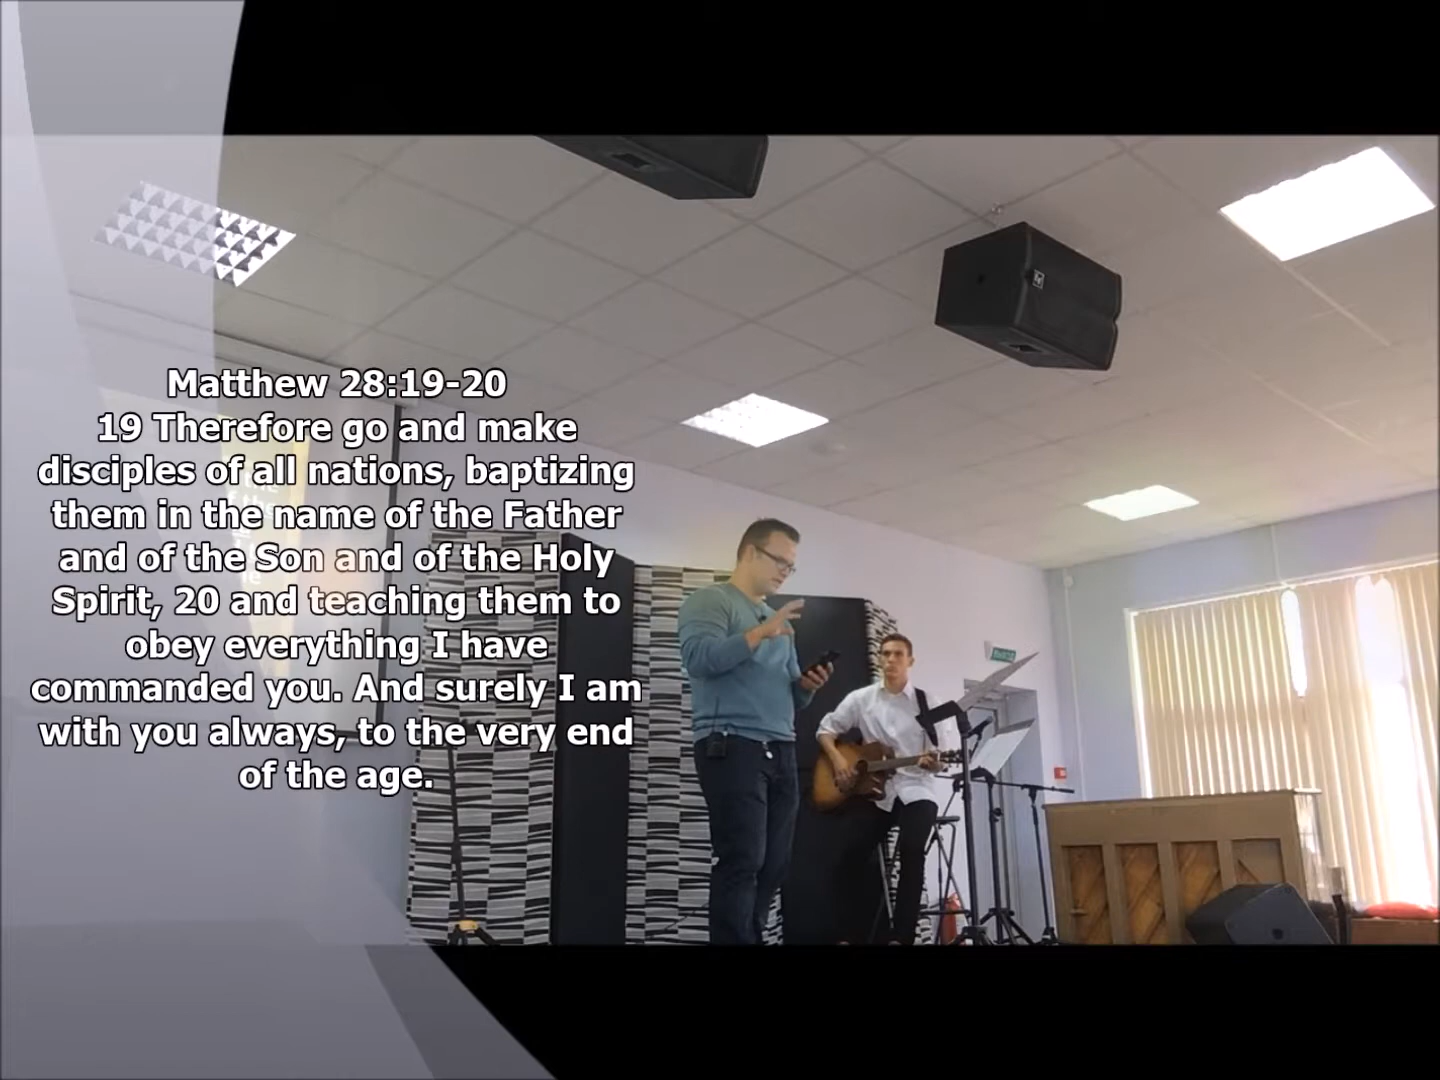 Matthew 28:19-20
19 Therefore go and make
disciples of all nations, baptizing
them in the name of the Father
and of the Son and of the Holy
Spirit, 20 and teaching them to
obey everything I have
commanded you. And surely I am
with you always, to the very end
of the age.